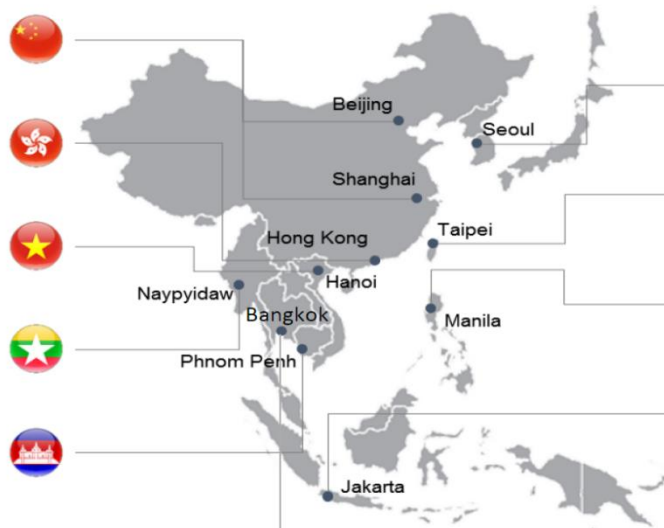 Beijing
Seoul
Shanghai
Taipei
Hong Kong
Hanoi
Naypyidaw
Bangkok
Manila
Phnom Penh
Jakarta